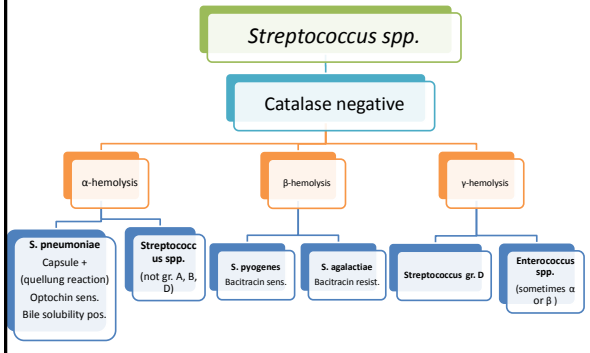 Streptococcus spp.
Catalase negative
α-hemolysis
β-hemolysis
γ-hemolysis
S. pneumoniae
Capsule +
(quellung reaction)
Optochin sens.
Bile solubility pos.
Streptococc
us spp.
(not gr. A, B,
D)
S. pyogenes
Bacitracin sens.
S. agalactiae
Bacitracin resist.
Streptococcus gr. D
Enterococcus
spp.
(sometimes α
or β )